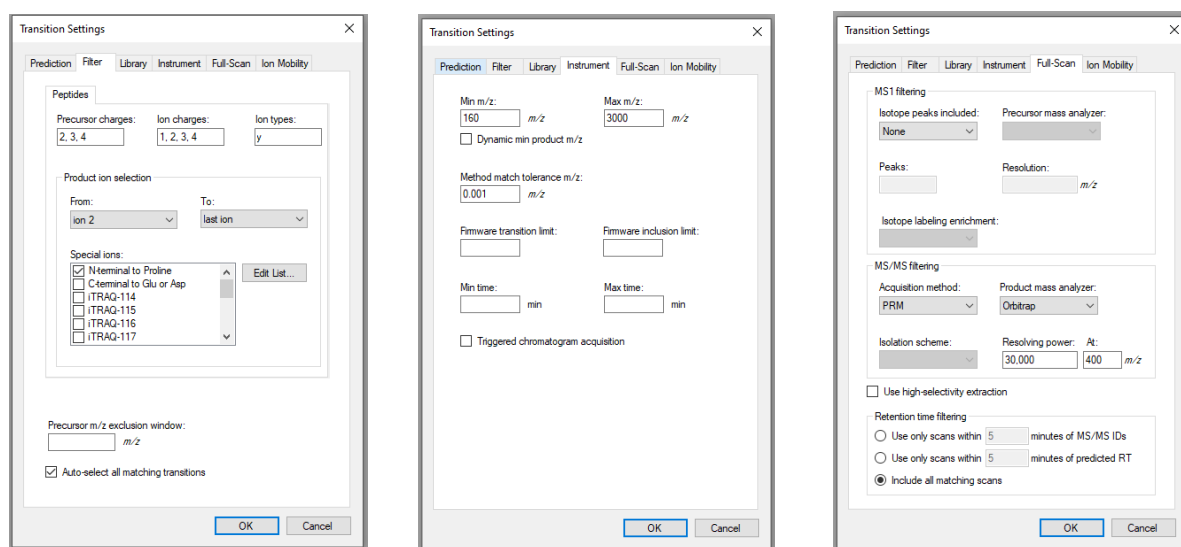 Transition Settings
Prediction Filter Library Instrument Full-Scan Ion Mobility
Peptides
Precursor charges: Ion charges: Ion types:
2, 3, 4 1, 2, 3, 4 y
Product ion selection
From: To:
ion 2 last ion
Special ions:
N-terminal to Proline
Edit List...
C-terminal to Glu or Asp
iTRAQ-114
iTRAQ-115
iTRAQ-116
iTRAQ-117
Precursor m/z exclusion window:
m/z
Auto-select all matching transitions
OK Cancel
Transition Settings
Prediction Filter Library Instrument Full-Scan Ion Mobility
Min m/z: Max m/z:
160 m/z 3000 m/z
Dynamic min product m/z
Method match tolerance m/z:
0.001 m/z
Firmware transition limit: Firmware inclusion limit:
Min time: Max time:
min min
Triggered chromatogram acquisition
OK Cancel
Transition Settings
Prediction Filter Library Instrument Full-Scan Ion Mobility
MS1 filtering
Isotope peaks included: Precursor mass analyzer:
None
Peaks: Resolution:
m/z
Isotope labeling enrichment:
MS/MS filtering
Acquisition method: Product mass analyzer:
PRM Orbitrap
Isolation scheme: Resolving power: At:
30,000 400 m/z
Use high-selectivity extraction
Retention time filtering
Use only scans within 5 minutes of MS/MS IDs
Use only scans within 5 minutes of predicted RT
Include all matching scans
OK Cancel